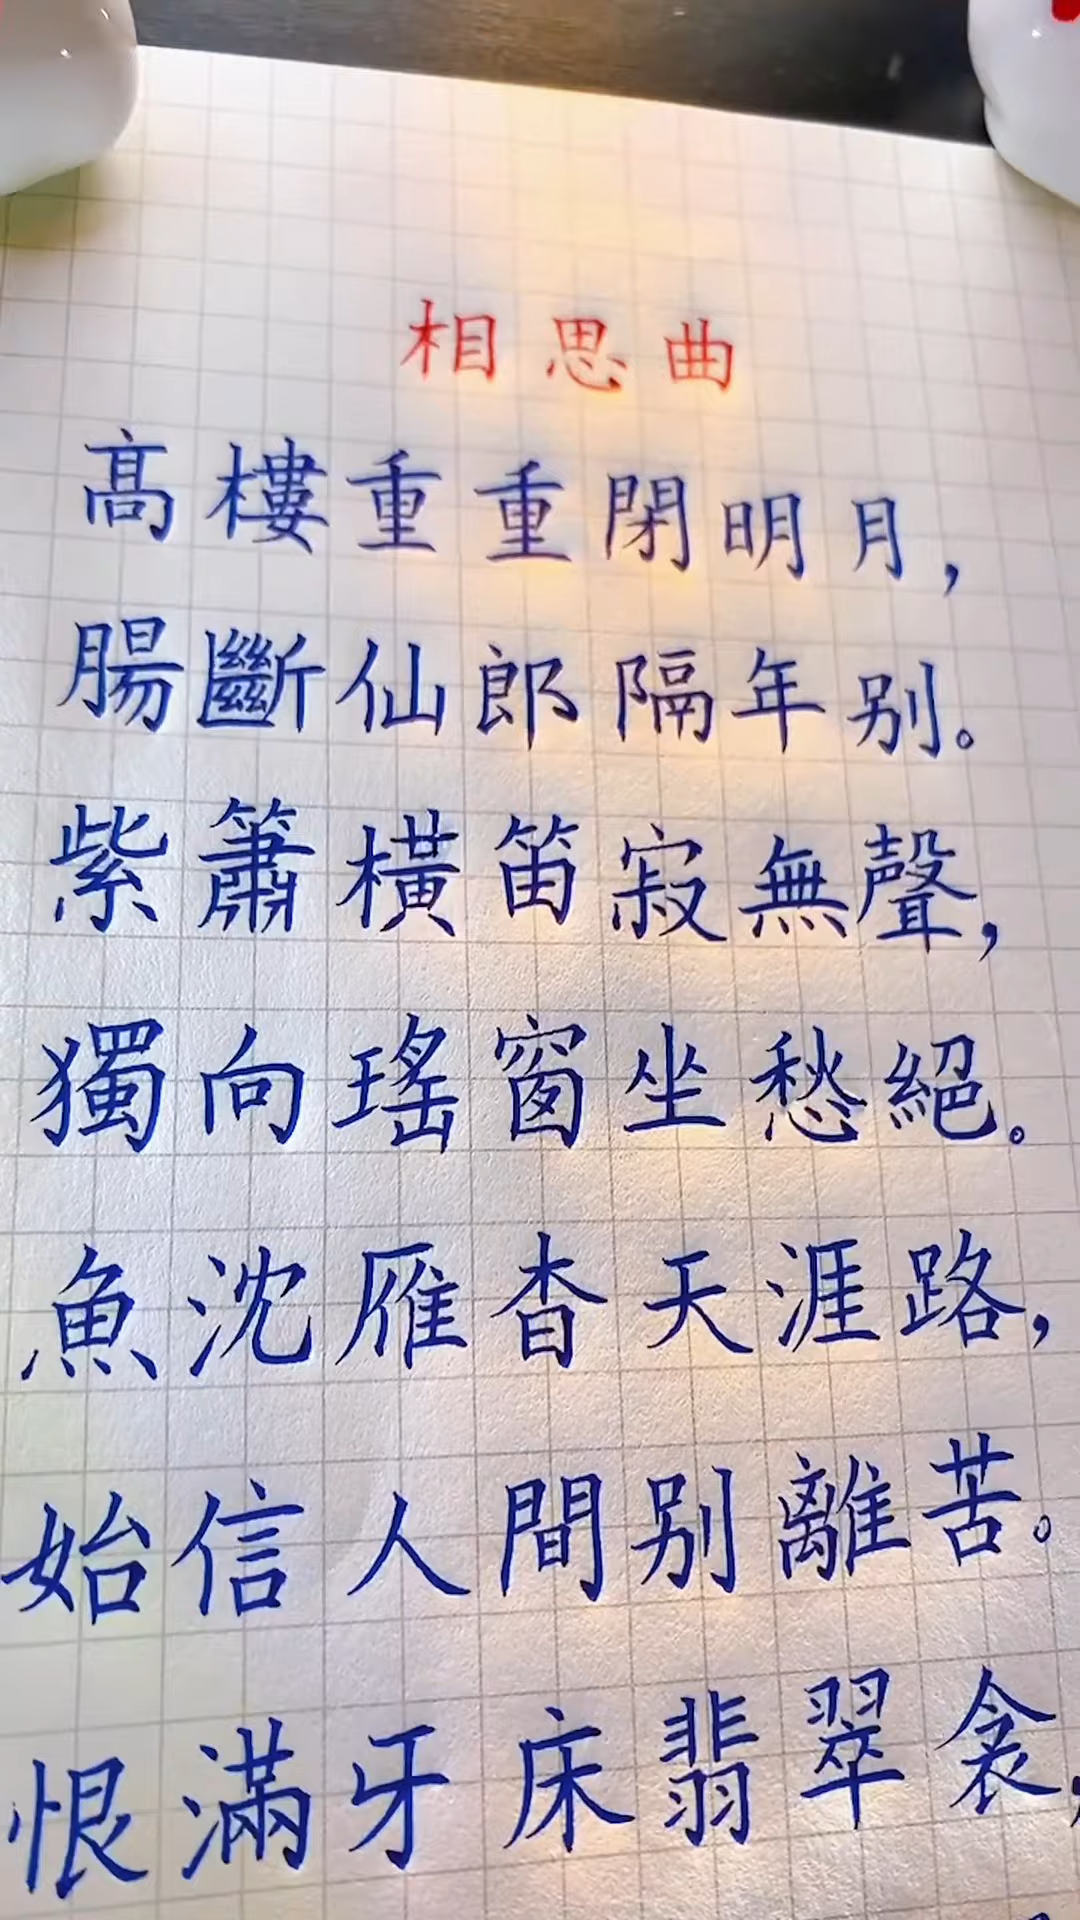 相思曲
高樓重重閉明月，
腸斷仙郎隔年别。
紫簫橫笛寂無聲，
獨向瑤窗坐愁絕。
魚沈雁杳天涯路，
始信人間别離苦。
恨滿牙床翡翠衾，